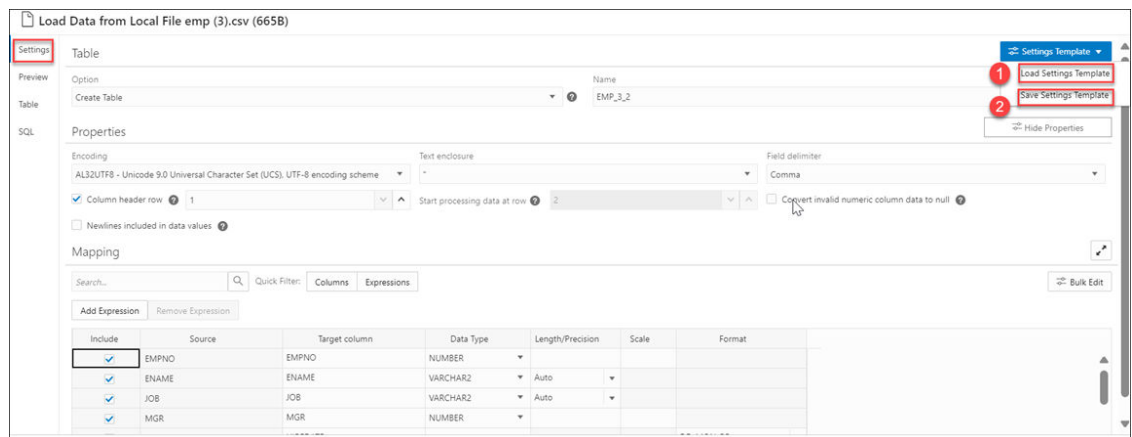 Load Data from Local File emp (3).csv (665B)
Settings
Table
Settings Template
Preview
Option
Name
1
Load Settings Template
Create Table
EMP_3_2
2
Save Settings Template
Table
SQL
Properties
Hide Properties
Encoding
Text enclosure
Field delimiter
AL32UTF8 - Unicode 9.0 Universal Character Set (UCS), UTF-8 encoding scheme
"
Comma
Column header row 1
Start processing data at row 2
Convert invalid numeric column data to null
Newlines included in data values
Mapping
Search...
Quick Filter: Columns Expressions
Bulk Edit
Add Expression Remove Expression
Include Source Target column Data Type Length/Precision Scale Format
EMPNO EMPNO NUMBER
ENAME ENAME VARCHAR2 Auto
JOB JOB VARCHAR2 Auto
MGR MGR NUMBER